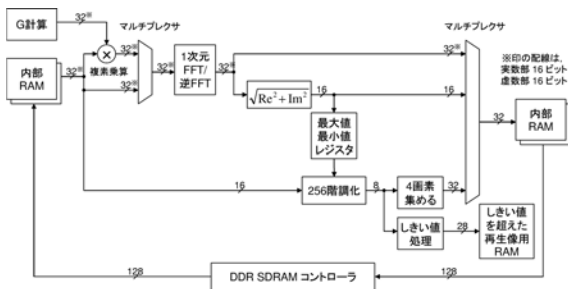 G計算
32※
マルチプレクサ
32※
複素乗算
内部
RAM
32※
32※
32※
1次元
FFT/
逆FFT
32※
32※
√Re² + Im²
16
16
最大値
最小値
レジスタ
16
256階調化
8
4画素
集める
32
しきい値
処理
28
しきい値
を超えた
再生像用
RAM
マルチプレクサ
32
※印の配線は,
実数部 16 ビット
虚数部 16 ビット
内部
RAM
128
DDR SDRAM コントローラ
128